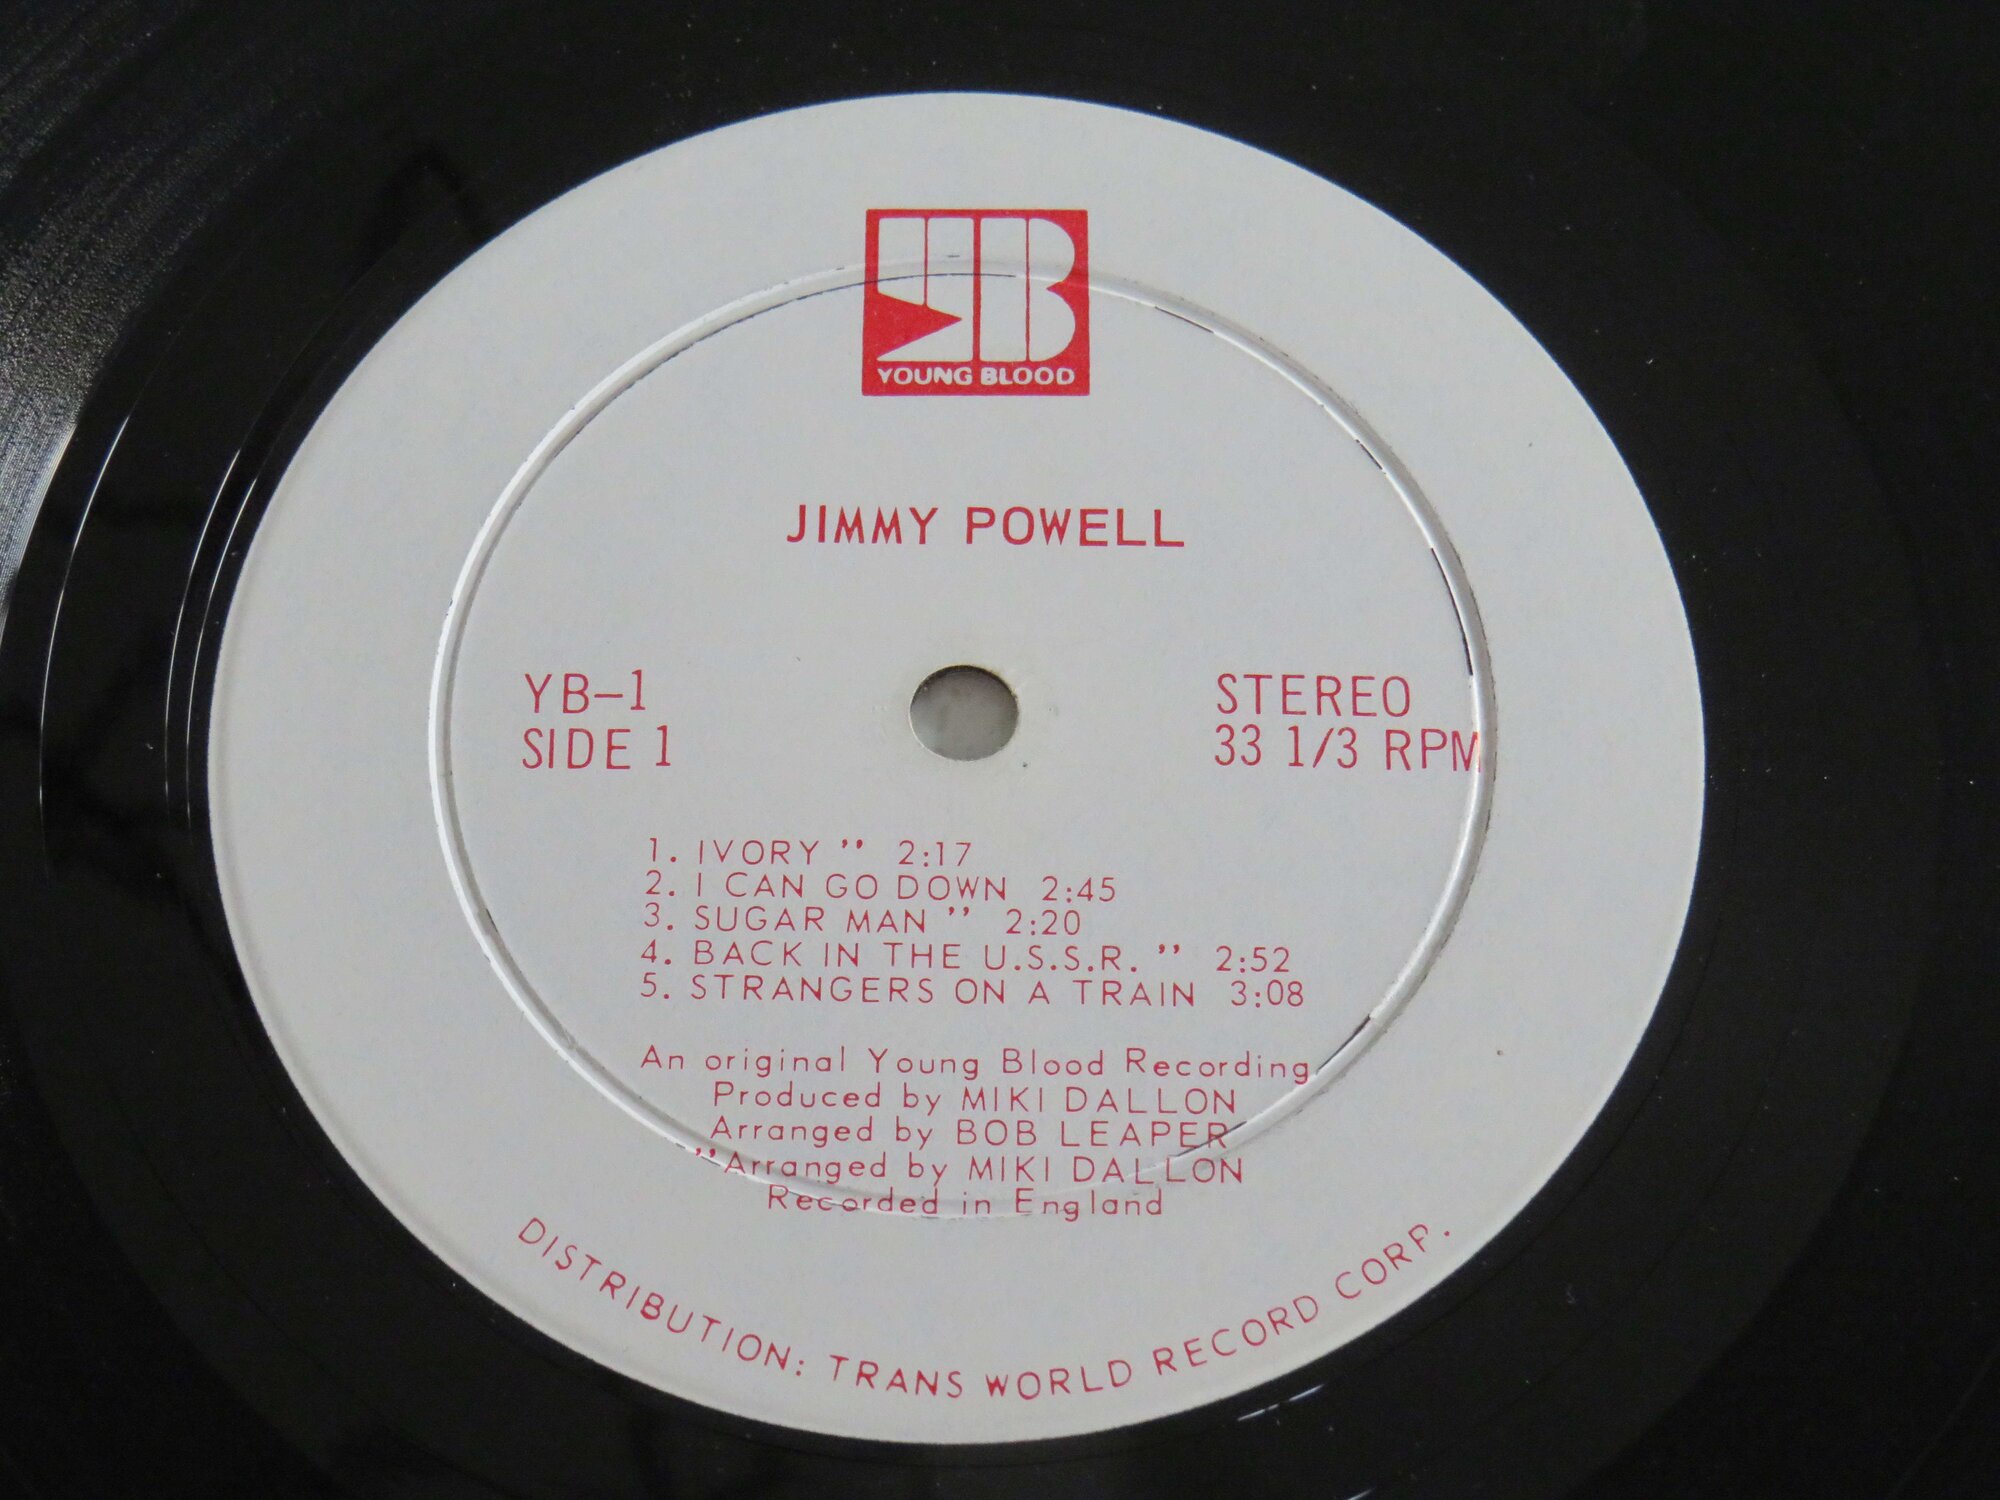 YB
YOUNG BLOOD
JIMMY POWELL
YB-1
SIDE 1
STEREO
33 1/3 RPM
1. IVORY " 2:17
2. I CAN GO DOWN 2:45
3. SUGAR MAN " 2:20
4. BACK IN THE U.S.S.R. " 2:52
5. STRANGERS ON A TRAIN 3:08
An original Young Blood Recording
Produced by MIKI DALLON
Arranged by BOB LEAPER
"Arranged by MIKI DALLON
Recorded in England
DISTRIBUTION: TRANS WORLD RECORD CORP.